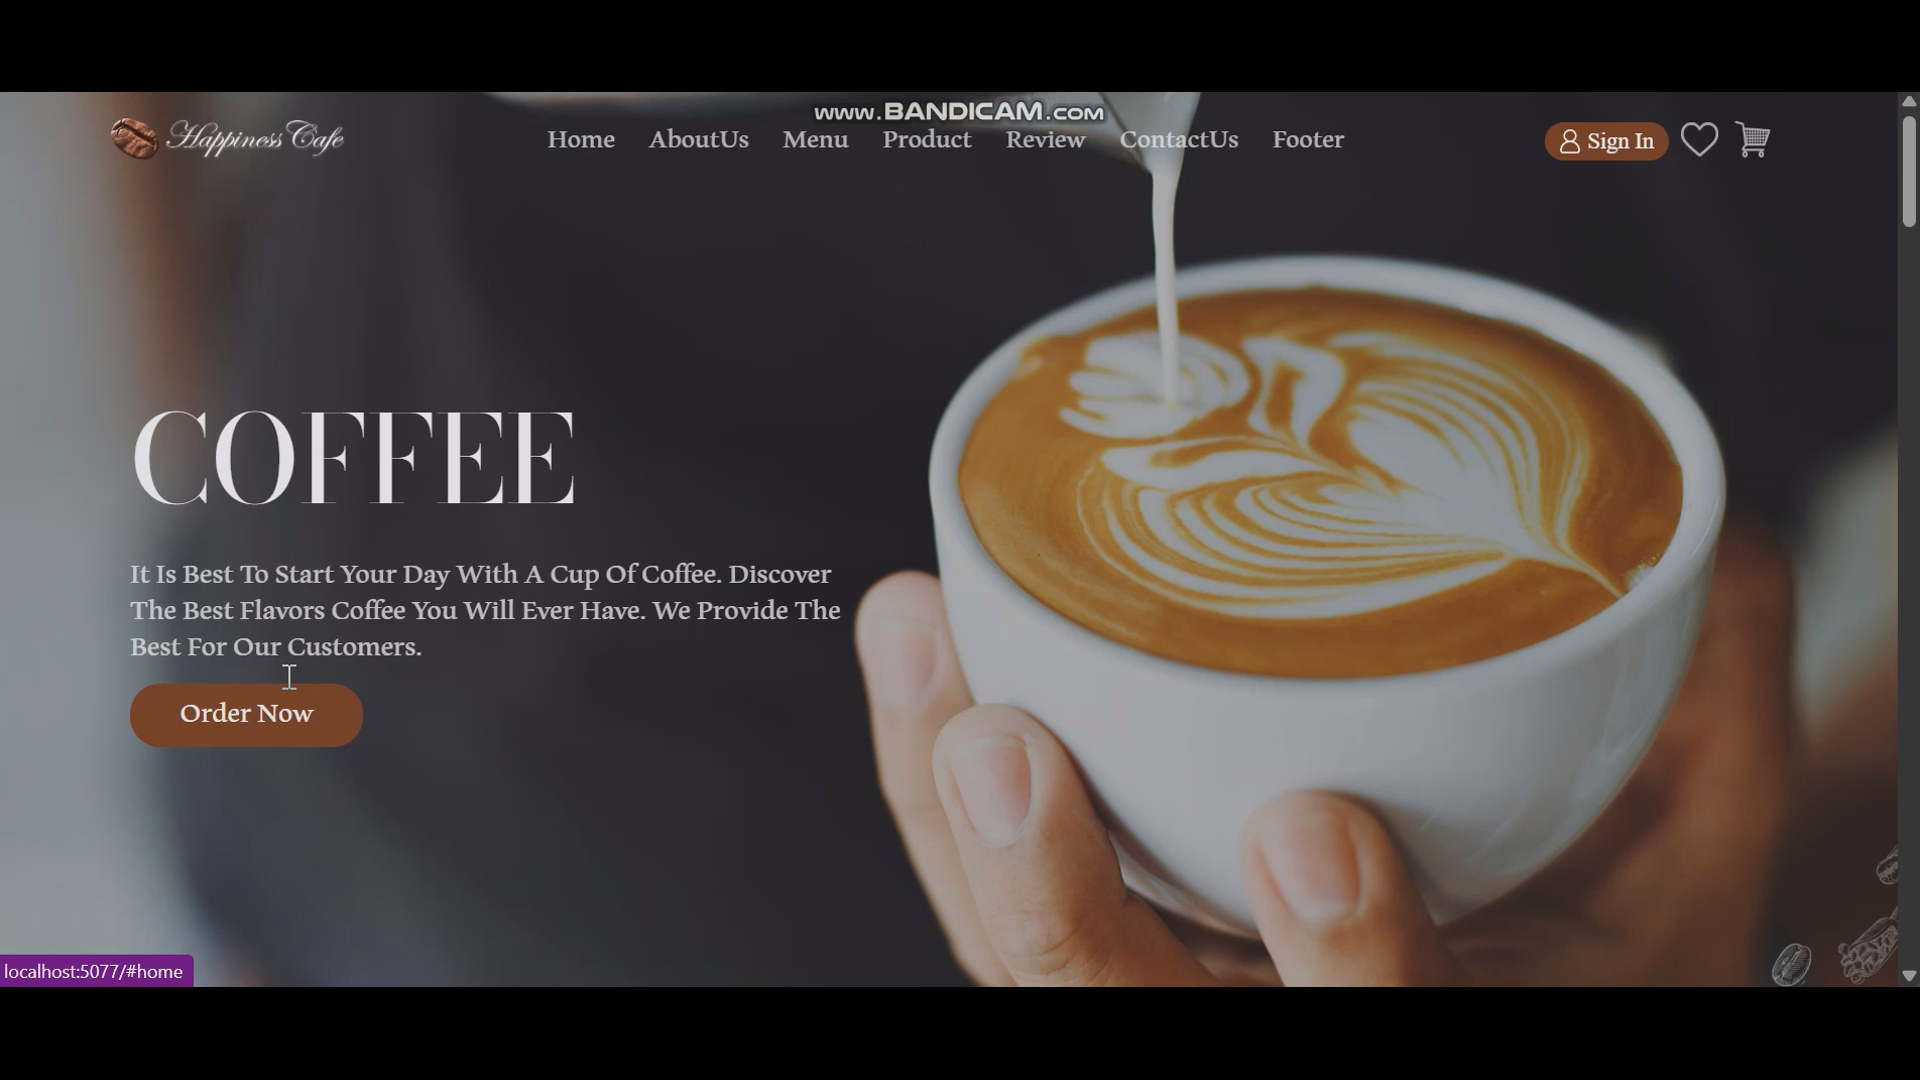 www.BANDICAM.com
Happiness Cafe
Home AboutUs Menu Product Review ContactUs Footer
Sign In
COFFEE
It Is Best To Start Your Day With A Cup Of Coffee. Discover
The Best Flavors Coffee You Will Ever Have. We Provide The
Best For Our Customers.
Order Now
localhost:5077/#home